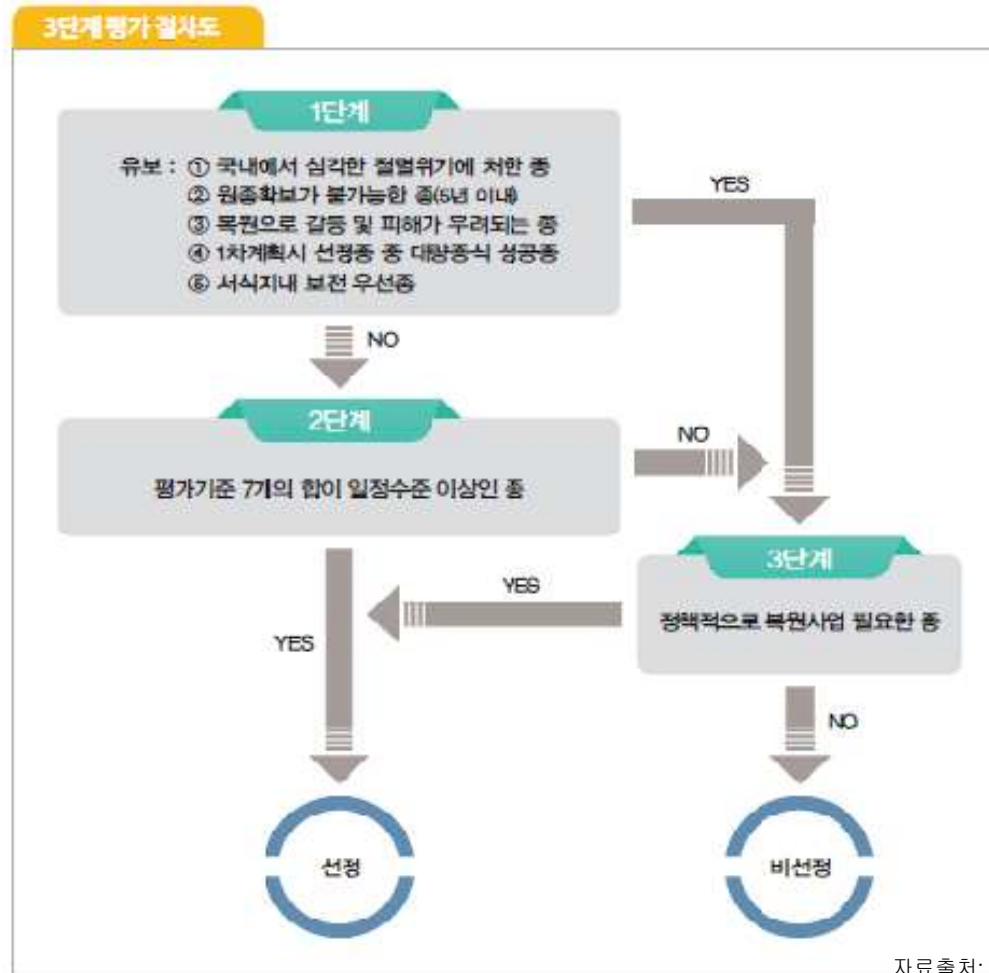 3단계 평가 절차도
1단계
유보 : ① 국내에서 심각한 절멸위기에 처한 종
② 원종확보가 불가능한 종(5년 이내)
③ 복원으로 갈등 및 피해가 우려되는 종
④ 1차계획시 선정종 중 대량증식 성공종
⑤ 서식지내 보전 우선종
YES
NO
2단계
평가기준 7개의 합이 일정수준 이상인 종
NO
3단계
정책적으로 복원사업 필요한 종
YES
YES
NO
선정
비선정
자료출처: